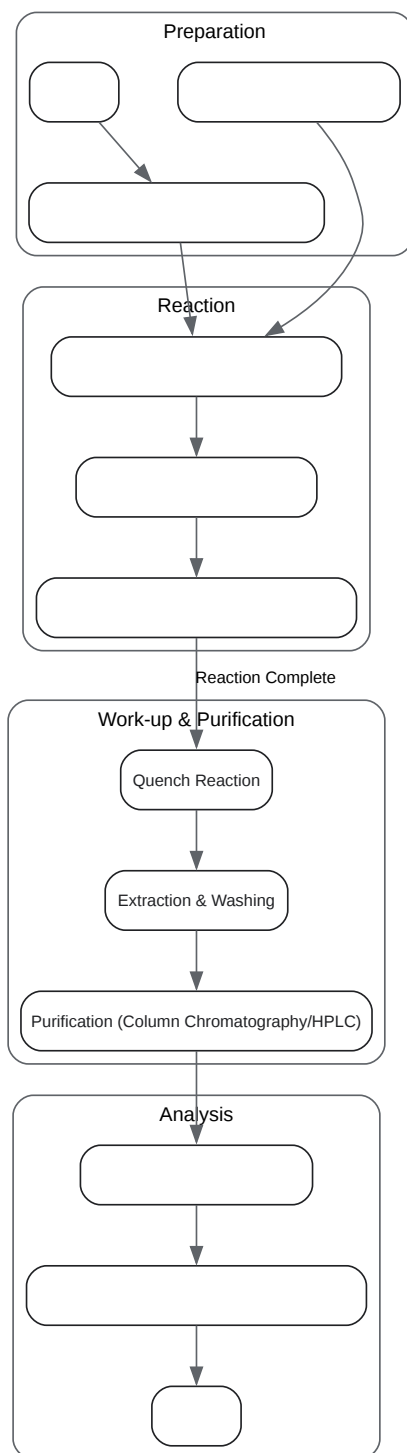 Preparation
Reaction
Reaction Complete
Work-up & Purification
Quench Reaction
Extraction & Washing
Purification (Column Chromatography/HPLC)
Analysis